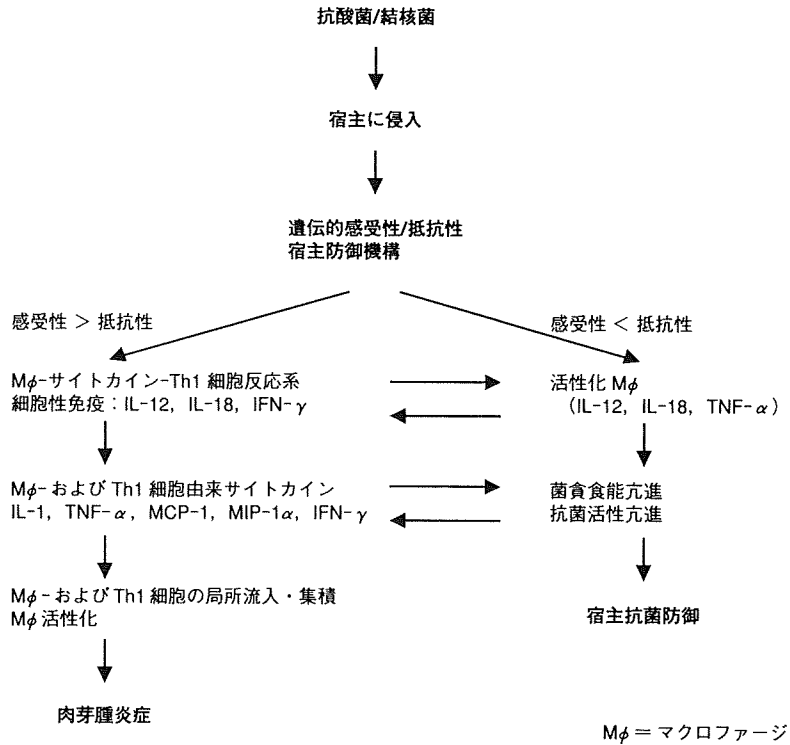 抗酸菌/結核菌
宿主に侵入
遺伝的感受性/抵抗性
宿主防御機構
感受性 > 抵抗性
感受性 < 抵抗性
Mφ-サイトカイン-Th1 細胞反応系
細胞性免疫：IL-12, IL-18, IFN-γ
活性化 Mφ
（IL-12, IL-18, TNF-α）
Mφ-および Th1 細胞由来サイトカイン
IL-1, TNF-α, MCP-1, MIP-1α, IFN-γ
菌貪食能亢進
抗菌活性亢進
Mφ-および Th1 細胞の局所流入・集積
Mφ 活性化
宿主抗菌防御
肉芽腫炎症
Mφ＝マクロファージ